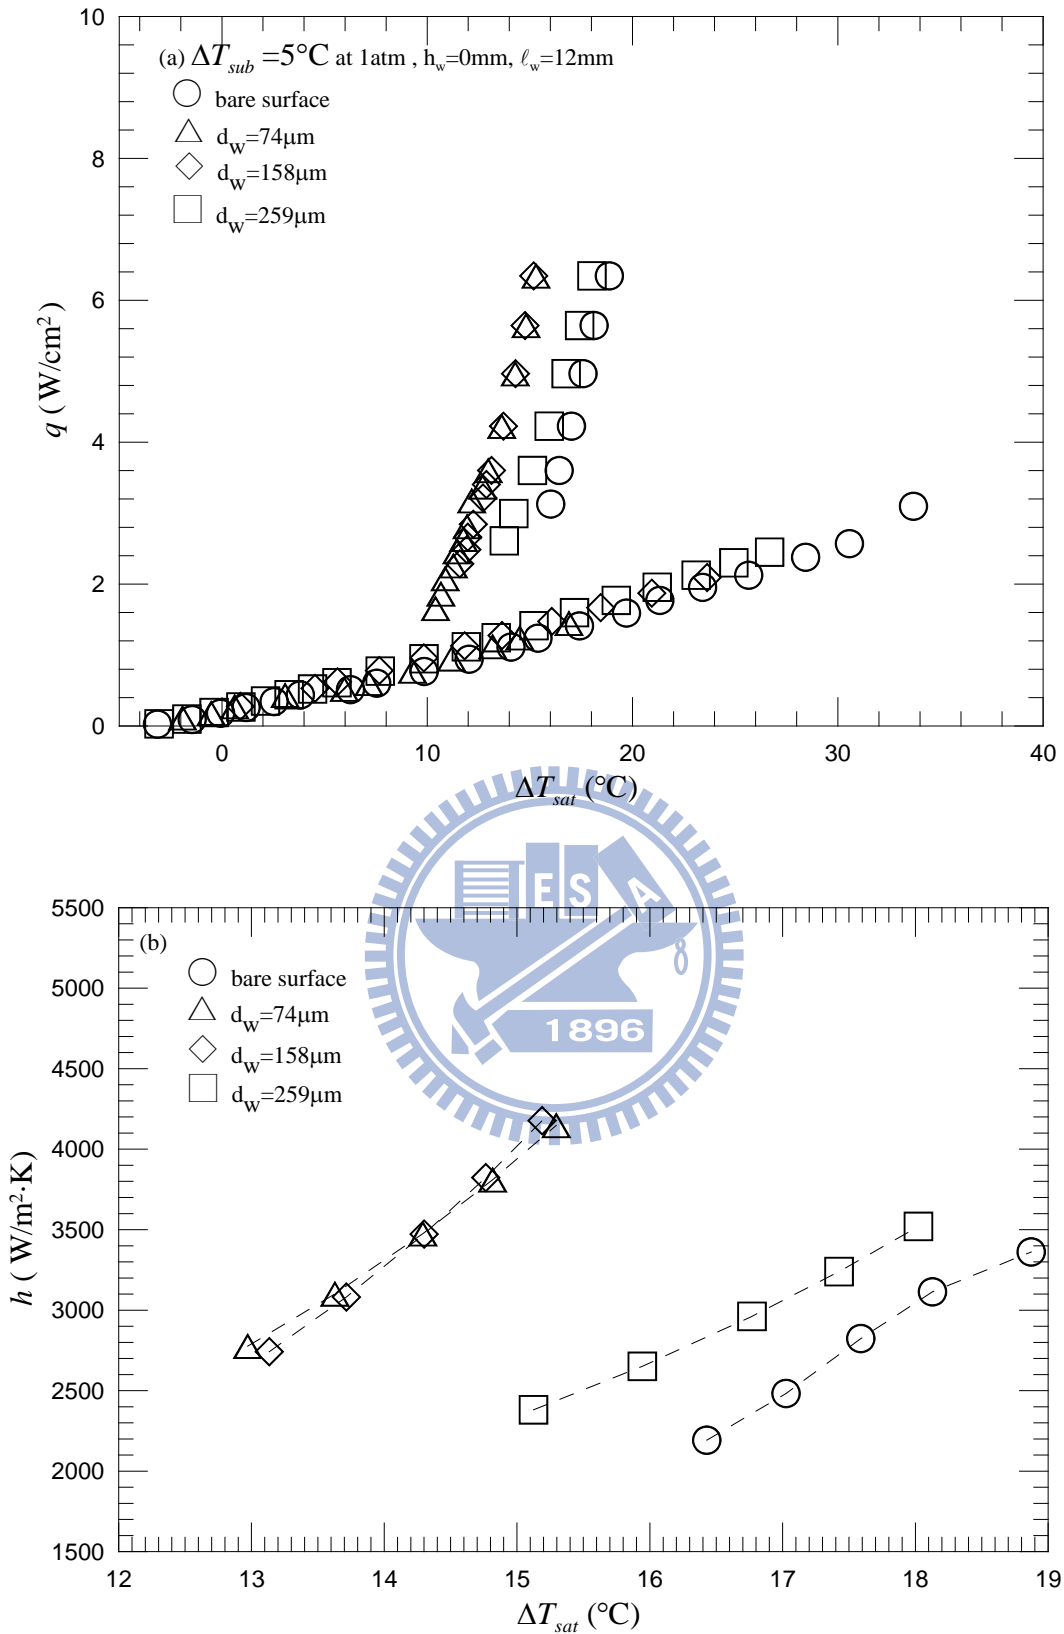 10
8
6
4
2
0
q ( W/cm²)
(a) ΔT_sub =5°C at 1atm , h_w=0mm, ℓ_w=12mm
bare surface
d_w=74μm
d_w=158μm
d_w=259μm
0 10 20 30 40
ΔT_sat (°C)
E S A
1896
5500
5000
4500
4000
3500
3000
2500
2000
1500
h ( W/m²·K)
(b)
bare surface
d_w=74μm
d_w=158μm
d_w=259μm
12 13 14 15 16 17 18 19
ΔT_sat (°C)